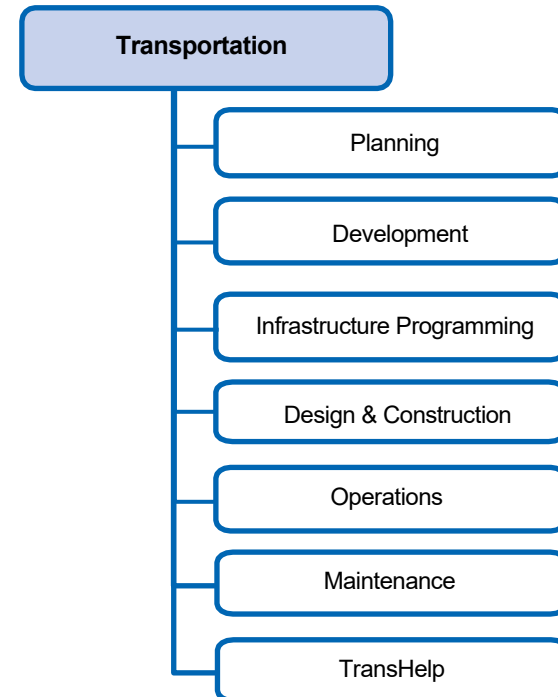 Transportation
Planning
Development
Infrastructure Programming
Design & Construction
Operations
Maintenance
TransHelp